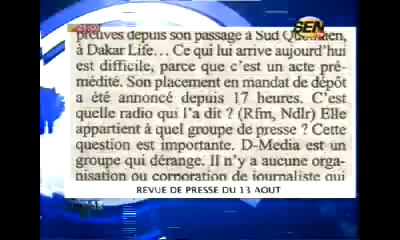 SEN
preuves depuis son passage à Sud Quotidien,
à Dakar Life... Ce qui lui arrive aujourd'hui
est difficile, parce que c'est un acte pré-
médité. Son placement en mandat de dépôt
a été annoncé depuis 17 heures. C'est
quelle radio qui l'a dit ? (Rfm, Ndlr) Elle
appartient à quel groupe de presse ? Cette
question est importante. D-Media est un
groupe qui dérange. Il n'y a aucune orga-
nisation ou corporation de journaliste qui
REVUE DE PRESSE DU 13 AOUT